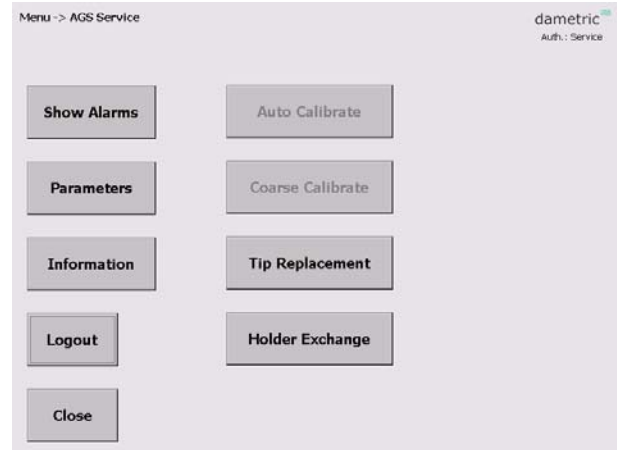 Menu -> AGS Service
dametric
Auth.: Service
Show Alarms
Auto Calibrate
Parameters
Coarse Calibrate
Information
Tip Replacement
Logout
Holder Exchange
Close